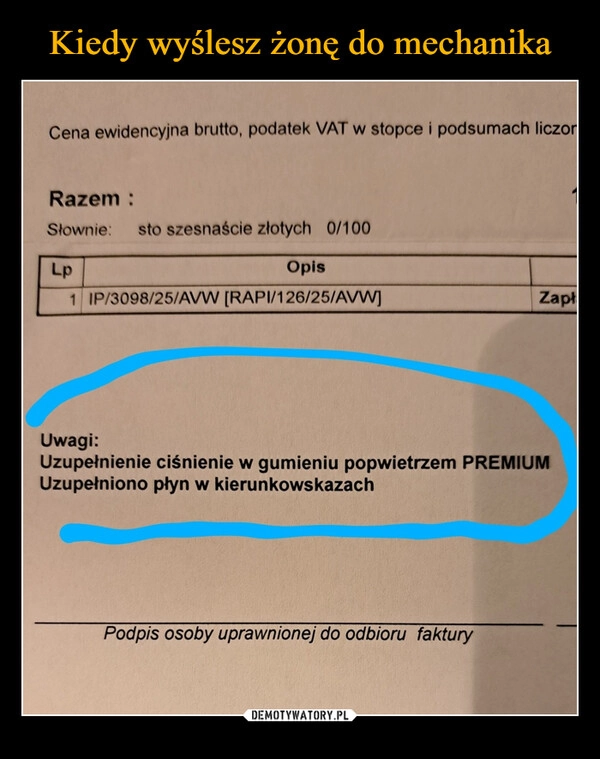 Kiedy wyślesz żonę do mechanika
Cena ewidencyjna brutto, podatek VAT w stopce i podsumach
Razem :
Słownie: sto szesnaście złotych 0/100
Lp Opis
1 IP/3098/25/AVW [RAPI/126/25/AVW] Zapł
Uwagi:
Uzupełnienie ciśnienie w gumieniu popwietrzem PREMIUM
Uzupełniono płyn w kierunkowskazach
Podpis osoby uprawnionej do odbioru faktury
DEMOTYWATORY.PL